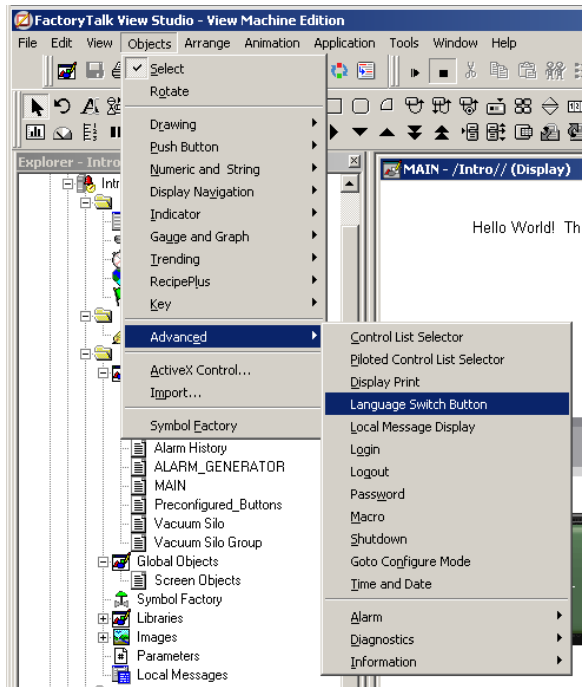 FactoryTalk View Studio - View Machine Edition
File Edit View Objects Arrange Animation Application Tools Window Help
Select
Rotate
Drawing
Push Button
Numeric and String
Display Navigation
Indicator
Gauge and Graph
Trending
RecipePlus
Key
Advanced
ActiveX Control...
Import...
Symbol Factory
Explorer - Intro
Intr
MAIN - /Intro// (Display)
Hello World! Th
Control List Selector
Piloted Control List Selector
Display Print
Language Switch Button
Local Message Display
Login
Logout
Password
Macro
Shutdown
Goto Configure Mode
Time and Date
Alarm
Diagnostics
Information
Alarm History
ALARM_GENERATOR
MAIN
Preconfigured_Buttons
Vacuum Silo
Vacuum Silo Group
Global Objects
Screen Objects
Symbol Factory
Libraries
Images
Parameters
Local Messages